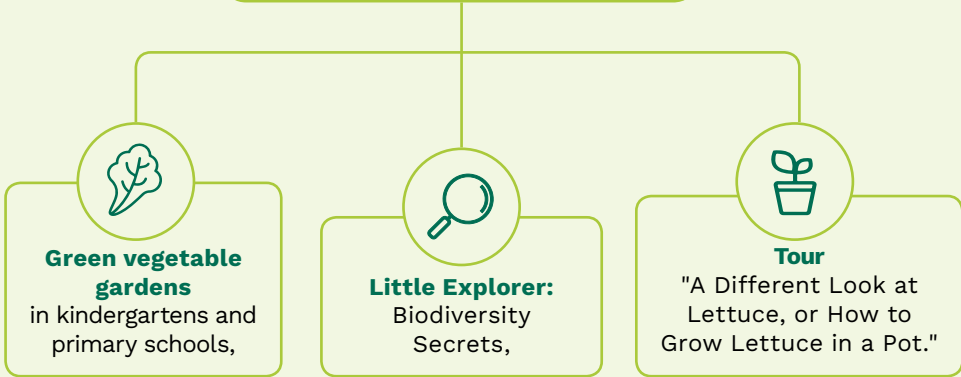 Green vegetable
gardens
in kindergartens and
primary schools,
Little Explorer:
Biodiversity
Secrets,
Tour
"A Different Look at
Lettuce, or How to
Grow Lettuce in a Pot."